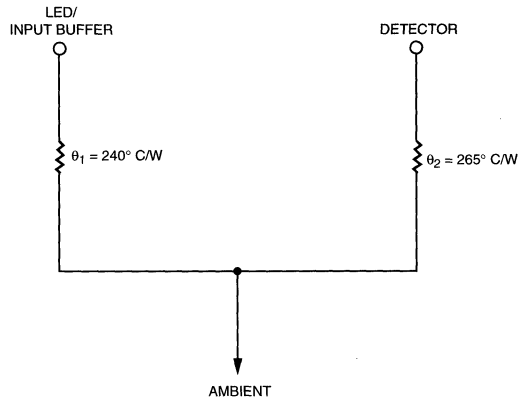 LED/
INPUT BUFFER
DETECTOR
θ1 = 240° C/W
θ2 = 265° C/W
AMBIENT